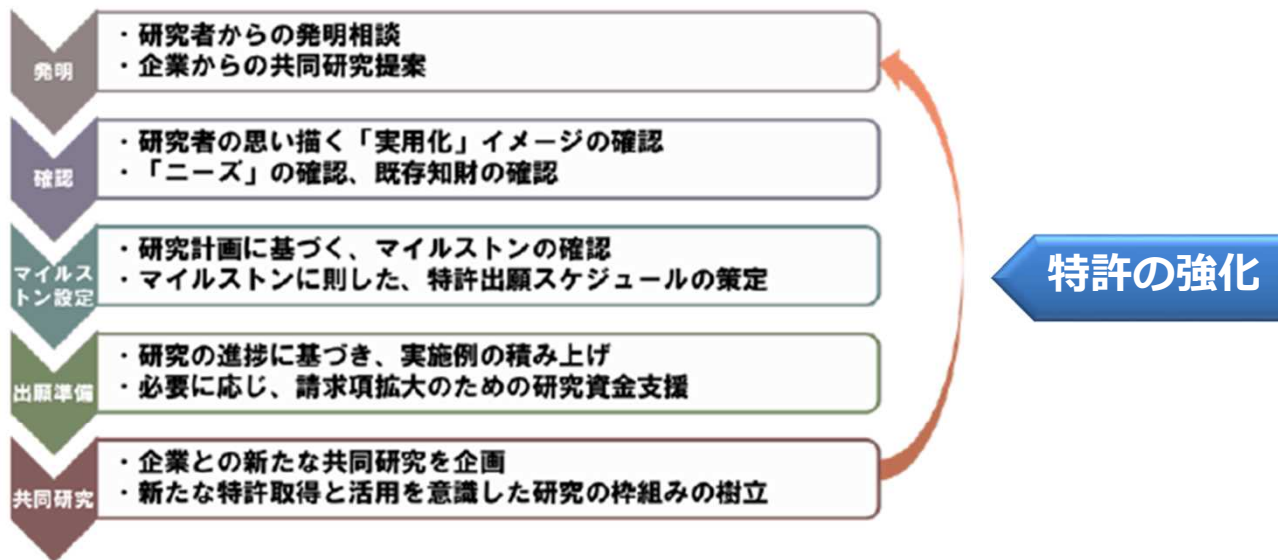 発明
・研究者からの発明相談
・企業からの共同研究提案
確認
・研究者の思い描く「実用化」イメージの確認
・「ニーズ」の確認、既存知財の確認
マイルス
トン設定
・研究計画に基づく、マイルストンの確認
・マイルストンに則した、特許出願スケジュールの策定
出願準備
・研究の進捗に基づき、実施例の積み上げ
・必要に応じ、請求項拡大のための研究資金支援
共同研究
・企業との新たな共同研究を企画
・新たな特許取得と活用を意識した研究の枠組みの樹立
特許の強化